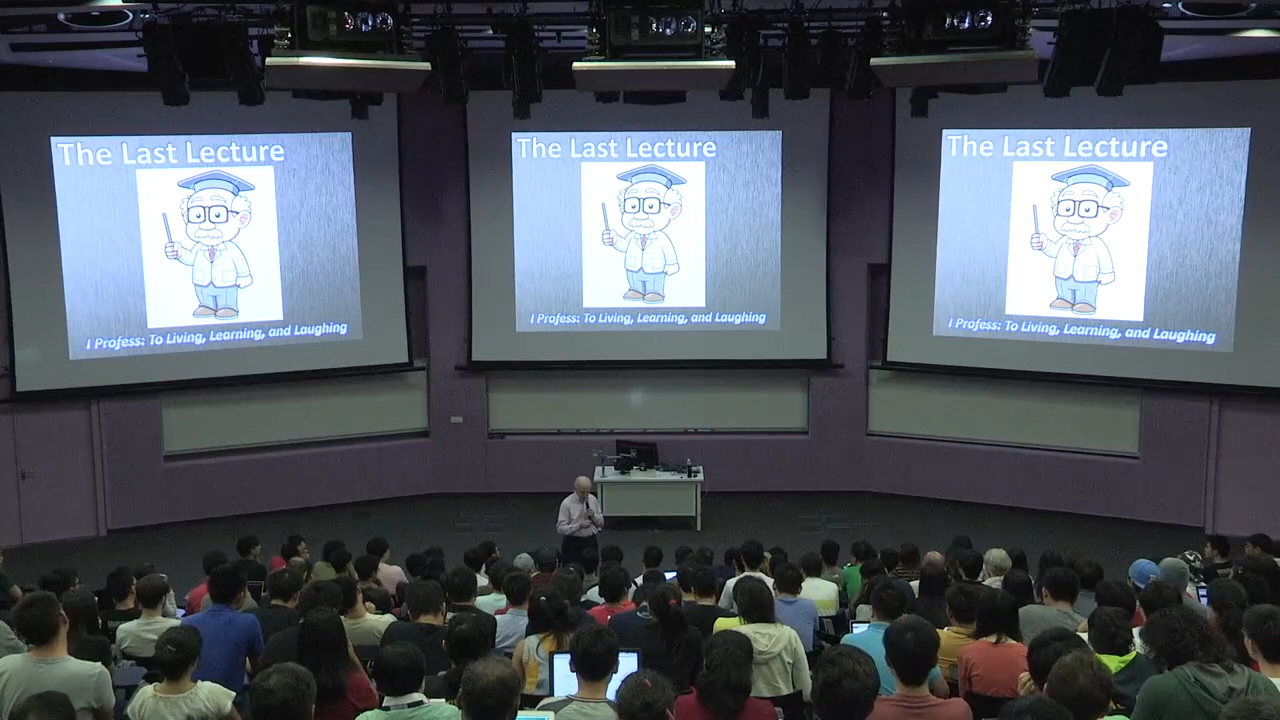 The Last Lecture
I Profess: To Living, Learning, and Laughing
The Last Lecture
I Profess: To Living, Learning, and Laughing
The Last Lecture
I Profess: To Living, Learning, and Laughing